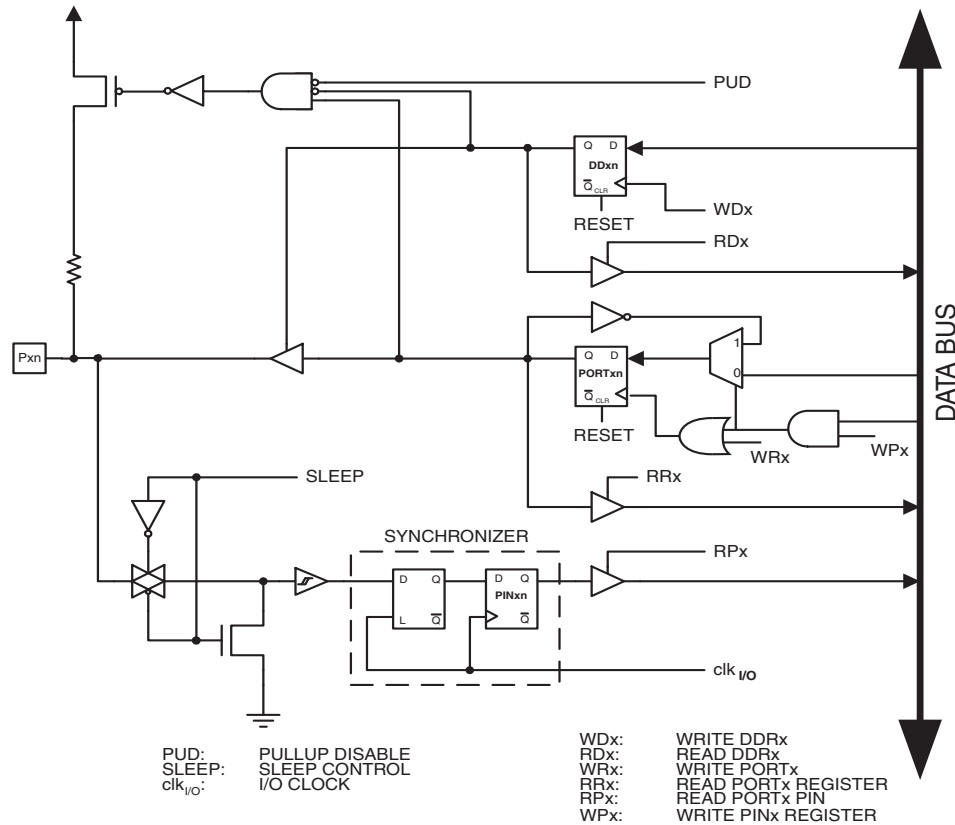 PUD
Q D
DDxn
Q CLR
WDx
RESET
RDx
Pxn
1
Q D
PORTxn
0
Q CLR
RESET
WRx
WPx
DATA BUS
SLEEP
RRx
SYNCHRONIZER
RPx
D Q
L Q
D Q
PINxn
Q
clk I/O
PUD: PULLUP DISABLE
SLEEP: SLEEP CONTROL
clkI/O: I/O CLOCK
WDx: WRITE DDRx
RDx: READ DDRx
WRx: WRITE PORTx
RRx: READ PORTx REGISTER
RPx: READ PORTx PIN
WPx: WRITE PINx REGISTER